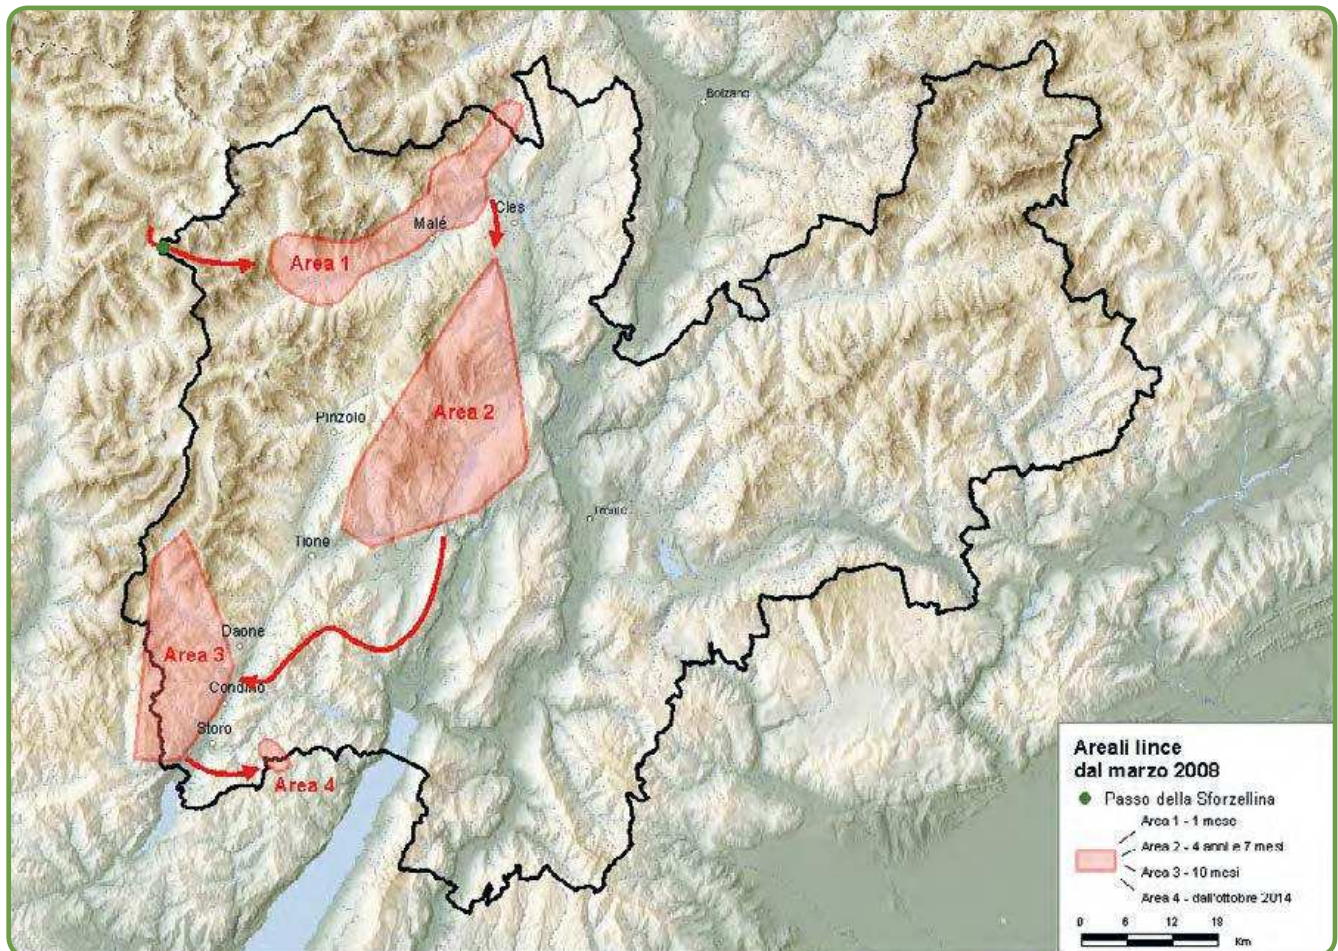 Bolzano
Cles
Malé
Area 1
Area 2
Pinzolo
Trento
Tione
Daone
Area 3
Condino
Storo
Area 4
Areali lince
dal marzo 2008
Passo della Sforzellina
Area 1 - 1 mese
Area 2 - 4 anni e 7 mesi
Area 3 - 10 mesi
Area 4 - dall'ottobre 2014
0 6 12 18
Km